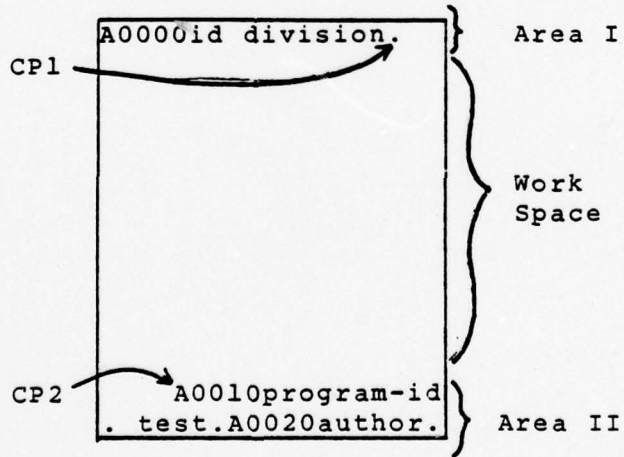 A0000id division.
Area I
CP1
Work
Space
CP2
A0010program-id
. test.A0020author.
Area II